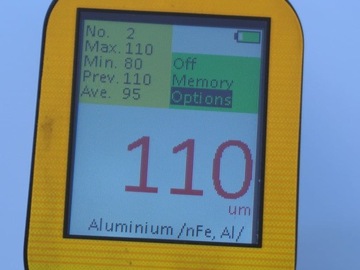 No. 2
Max. 110
Min. 80
Prev. 110
Ave. 95
Off
Memory
Options
110
um
Aluminium /nFe, Al/